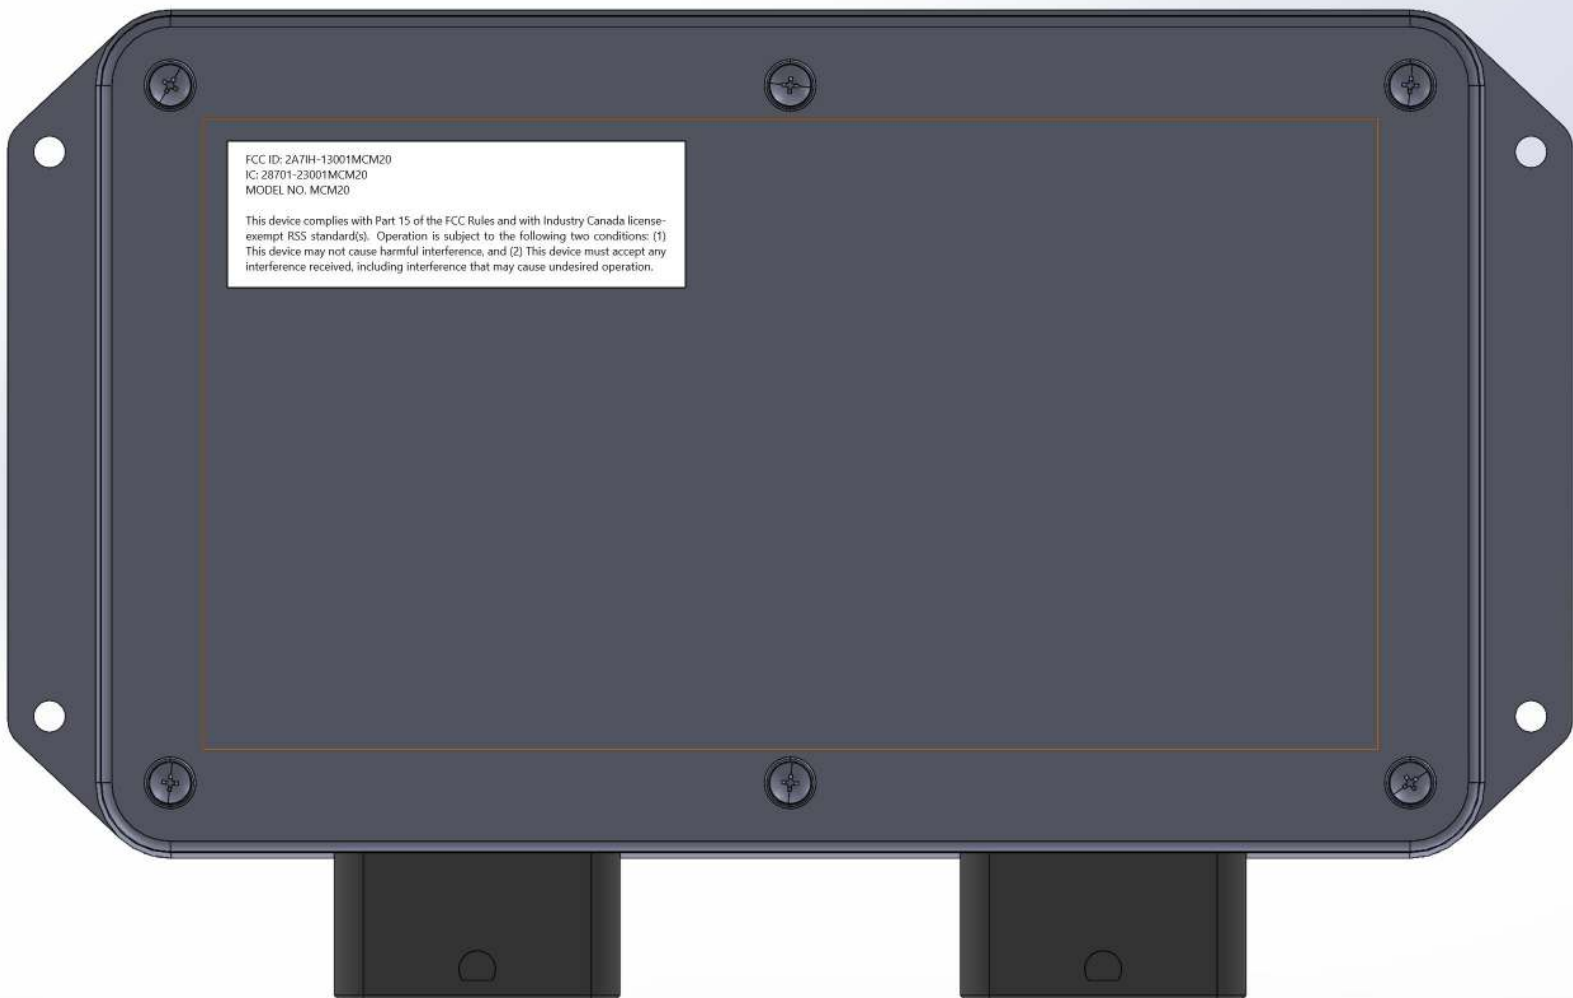 FCC ID: 2A7IH-13001MCM20
IC: 28701-23001MCM20
MODEL NO. MCM20
This device complies with Part 15 of the FCC Rules and with Industry Canada license-
exempt RSS standard(s). Operation is subject to the following two conditions: (1)
This device may not cause harmful interference, and (2) This device must accept any
interference received, including interference that may cause undesired operation.